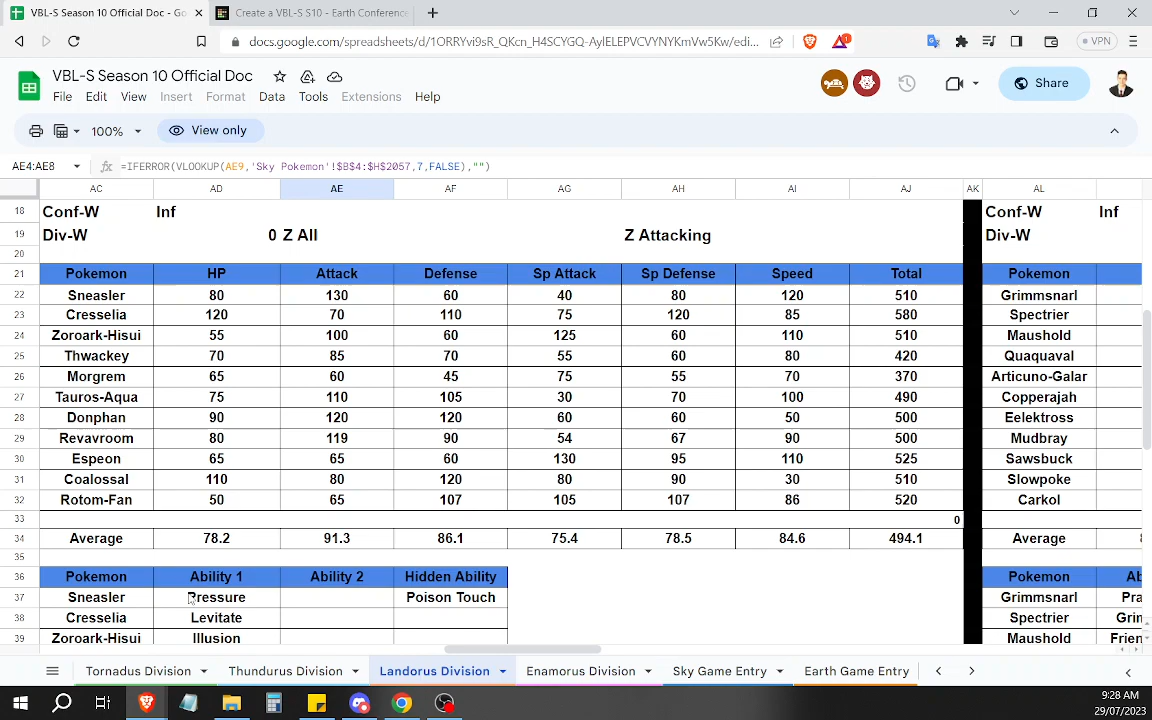 VBL-S Season 10 Official Doc - Go
Create a VBL-S S10 - Earth Conference
docs.google.com/spreadsheets/d/1ORRYvi9sR_QKcn_H4SCYGQ-AylELEPVCVYNYKmVw5Kw/edi...
VPN
VBL-S Season 10 Official Doc
File Edit View Insert Format Data Tools Extensions Help
Share
100% View only
AE4:AE8 fx =IFERROR(VLOOKUP(AE9,'Sky Pokemon'!$B$4:$H$2057,7,FALSE),"")
AC AD AE AF AG AH AI AJ AK AL
18 Conf-W Inf Conf-W Inf
19 Div-W 0 Z All Z Attacking Div-W
20
21 Pokemon HP Attack Defense Sp Attack Sp Defense Speed Total Pokemon
22 Sneasler 80 130 60 40 80 120 510 Grimmsnarl
23 Cresselia 120 70 110 75 120 85 580 Spectrier
24 Zoroark-Hisui 55 100 60 125 60 110 510 Maushold
25 Thwackey 70 85 70 55 60 80 420 Quaquaval
26 Morgrem 65 60 45 75 55 70 370 Articuno-Galar
27 Tauros-Aqua 75 110 105 30 70 100 490 Copperajah
28 Donphan 90 120 120 60 60 50 500 Eelektross
29 Revavroom 80 119 90 54 67 90 500 Mudbray
30 Espeon 65 65 60 130 95 110 525 Sawsbuck
31 Coalossal 110 80 120 80 90 30 510 Slowpoke
32 Rotom-Fan 50 65 107 105 107 86 520 Carkol
33 0
34 Average 78.2 91.3 86.1 75.4 78.5 84.6 494.1 Average 8
35
36 Pokemon Ability 1 Ability 2 Hidden Ability Pokemon Ab
37 Sneasler Pressure Poison Touch Grimmsnarl Pra
38 Cresselia Levitate Spectrier Grin
39 Zoroark-Hisui Illusion Maushold Frien
Tornadus Division Thundurus Division Landorus Division Enamorus Division Sky Game Entry Earth Game Entry
9:28 AM
29/07/2023